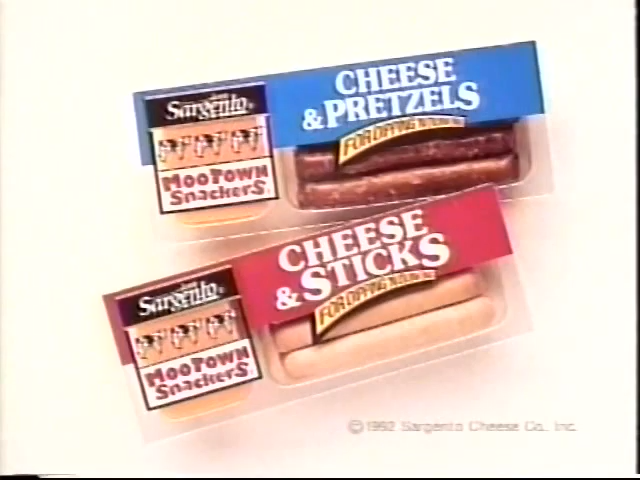 Sargento
MooTown
SnackerS
CHEESE
& PRETZELS
FOR DIPPING
Sargento
MooTown
SnackerS
CHEESE
& STICKS
FOR DIPPING
©1992 Sargento Cheese Co., Inc.